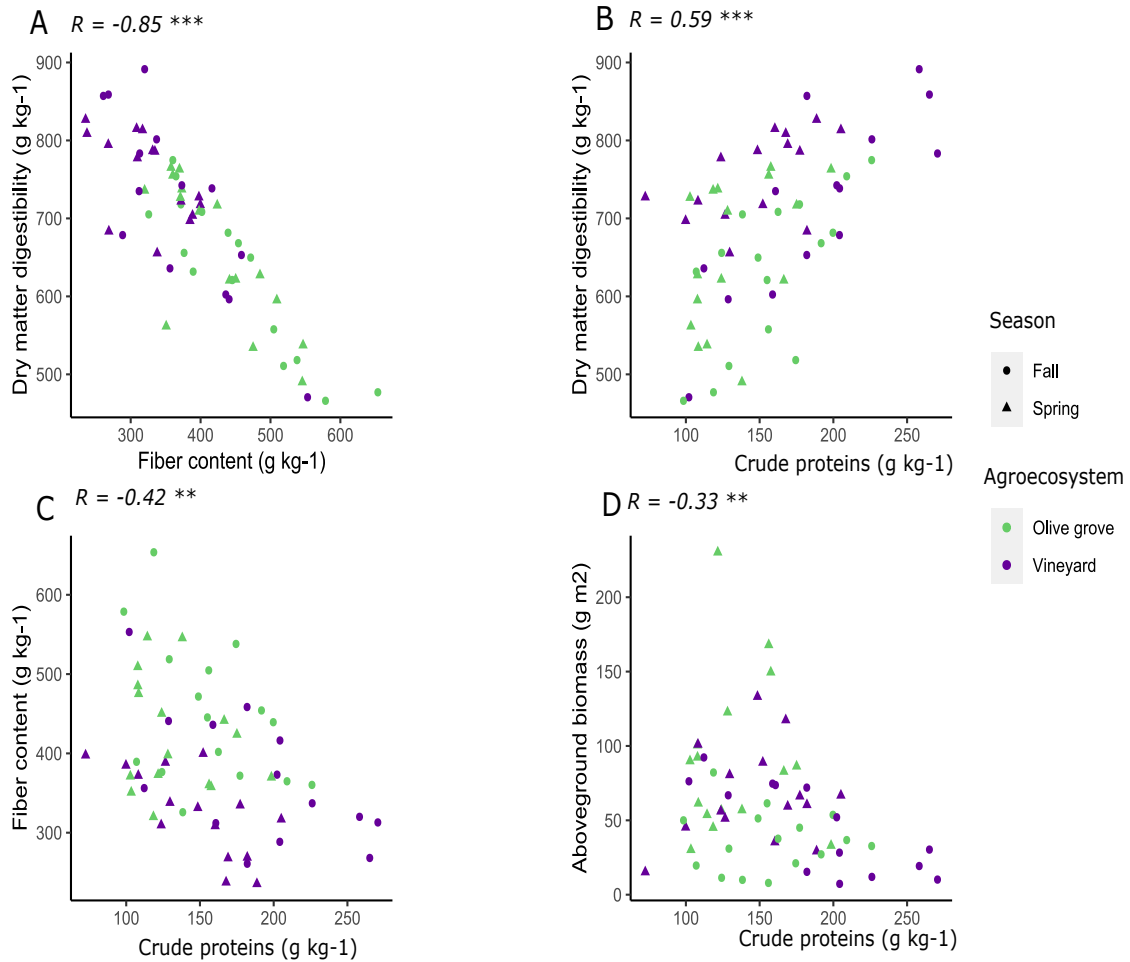 A R = -0.85 ***
Dry matter digestibility (g kg-1)
900
800
700
600
500
300 400 500 600
Fiber content (g kg-1)
B R = 0.59 ***
Dry matter digestibility (g kg-1)
900
800
700
600
500
100 150 200 250
Crude proteins (g kg-1)
Season
Fall
Spring
Agroecosystem
Olive grove
Vineyard
C R = -0.42 **
Fiber content (g kg-1)
600
500
400
300
100 150 200 250
Crude proteins (g kg-1)
D R = -0.33 **
Aboveground biomass (g m2)
200
150
100
50
0
100 150 200 250
Crude proteins (g kg-1)